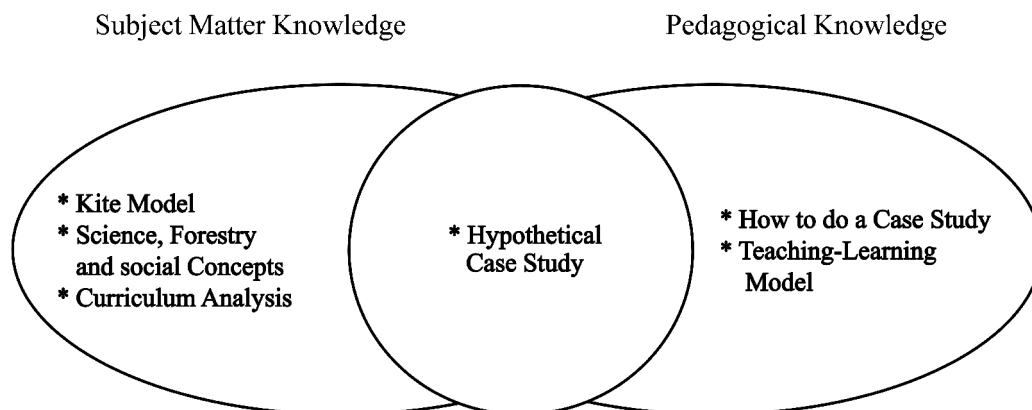 Subject Matter Knowledge
Pedagogical Knowledge
* Kite Model
* Science, Forestry
and social Concepts
* Curriculum Analysis
* Hypothetical
Case Study
* How to do a Case Study
* Teaching-Learning
Model